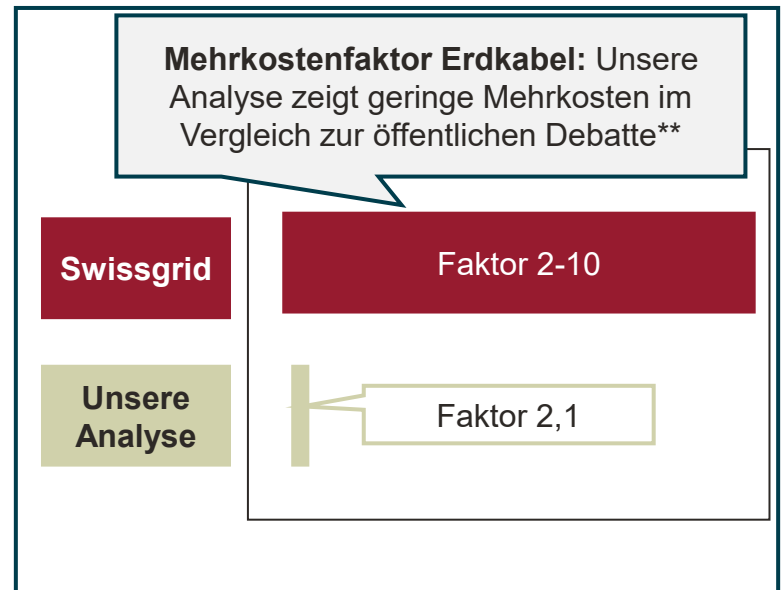 Mehrkostenfaktor Erdkabel: Unsere
Analyse zeigt geringe Mehrkosten im
Vergleich zur öffentlichen Debatte**
Swissgrid
Faktor 2-10
Unsere
Analyse
Faktor 2,1